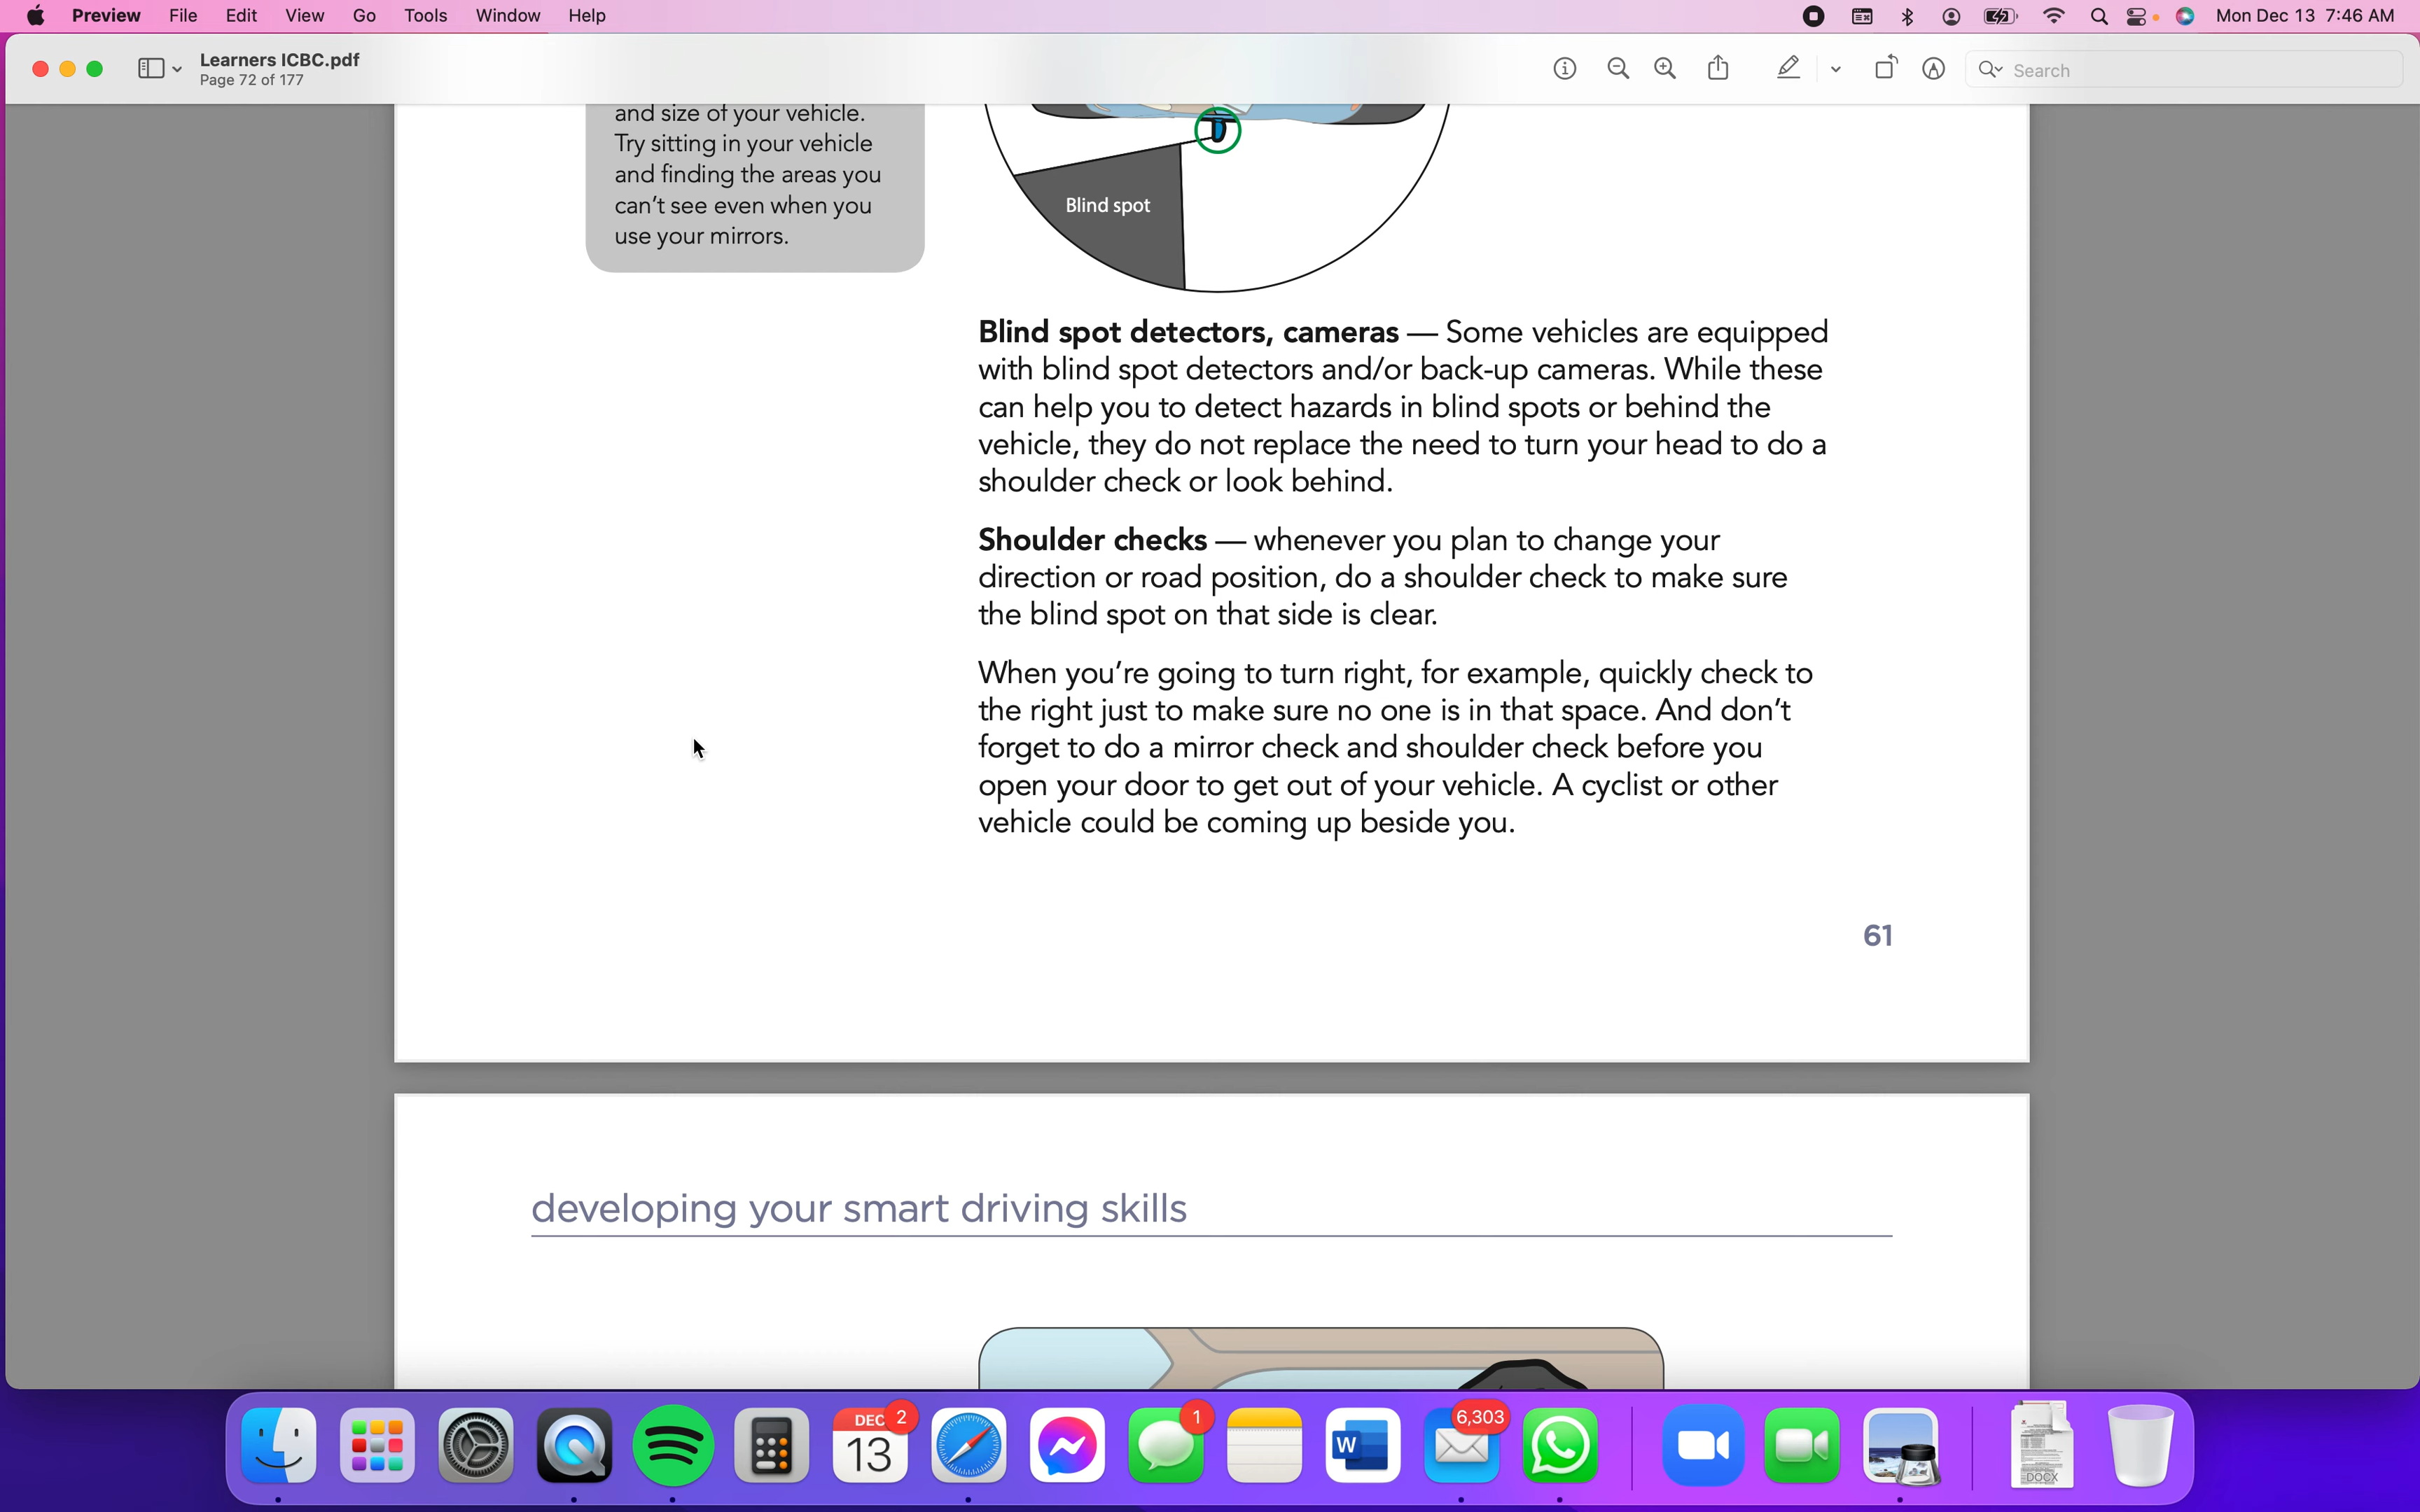 Preview File Edit View Go Tools Window Help
Mon Dec 13 7:46 AM
Learners ICBC.pdf
Page 72 of 177
Search
and size of your vehicle.
Try sitting in your vehicle
and finding the areas you
can't see even when you
use your mirrors.
Blind spot
Blind spot detectors, cameras — Some vehicles are equipped
with blind spot detectors and/or back-up cameras. While these
can help you to detect hazards in blind spots or behind the
vehicle, they do not replace the need to turn your head to do a
shoulder check or look behind.
Shoulder checks — whenever you plan to change your
direction or road position, do a shoulder check to make sure
the blind spot on that side is clear.
When you're going to turn right, for example, quickly check to
the right just to make sure no one is in that space. And don't
forget to do a mirror check and shoulder check before you
open your door to get out of your vehicle. A cyclist or other
vehicle could be coming up beside you.
61
developing your smart driving skills
DEC 2
13
1
W
6,303
DOCX